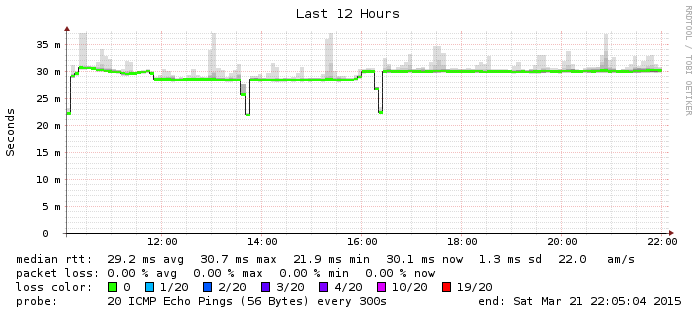 Last 12 Hours
RRDTOOL / TOBI OETIKER
Seconds
35 m
30 m
25 m
20 m
15 m
10 m
5 m
0
12:00 14:00 16:00 18:00 20:00 22:00
median rtt: 29.2 ms avg 30.7 ms max 21.9 ms min 30.1 ms now 1.3 ms sd 22.0 am/s
packet loss: 0.00 % avg 0.00 % max 0.00 % min 0.00 % now
loss color: 0 1/20 2/20 3/20 4/20 10/20 19/20
probe: 20 ICMP Echo Pings (56 Bytes) every 300s end: Sat Mar 21 22:05:04 2015